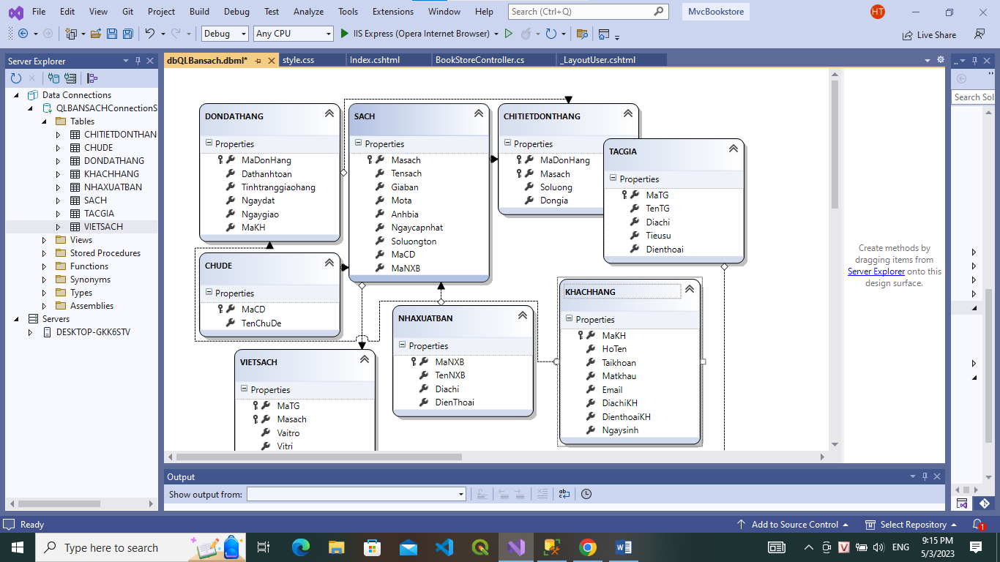 File Edit View Git Project Build Debug Test Analyze Tools Extensions Window Help Search (Ctrl+Q) MvcBookstore HT
Debug Any CPU IIS Express (Opera Internet Browser) Live Share
Server Explorer
dbQLBansach.dbml* style.css Index.cshtml BookStoreController.cs _LayoutUser.cshtml
Search Sol
Data Connections
QLBANSACHConnectionS
Tables
CHITIETDONTHAN
CHUDE
DONDATHANG
KHACHHANG
NHAXUATBAN
SACH
TACGIA
VIETSACH
Views
Stored Procedures
Functions
Synonyms
Types
Assemblies
Servers
DESKTOP-GKK6STV
DONDATHANG
Properties
MaDonHang
Dathanhtoan
Tinhtranggiaohang
Ngaydat
Ngaygiao
MaKH
SACH
Properties
Masach
Tensach
Giaban
Mota
Anhbia
Ngaycapnhat
Soluongton
MaCD
MaNXB
CHITIETDONTHANG
Properties
MaDonHang
Masach
Soluong
Dongia
TACGIA
Properties
MaTG
TenTG
Diachi
Tieusu
Dienthoai
CHUDE
Properties
MaCD
TenChuDe
VIETSACH
Properties
MaTG
Masach
Vaitro
Vitri
NHAXUATBAN
Properties
MaNXB
TenNXB
Diachi
DienThoai
KHACHHANG
Properties
MaKH
HoTen
Taikhoan
Matkhau
Email
DiachiKH
DienthoaiKH
Ngaysinh
Create methods by
dragging items from
Server Explorer onto this
design surface.
Output
Show output from:
Ready Add to Source Control Select Repository 1
Type here to search ENG 9:15 PM
5/3/2023